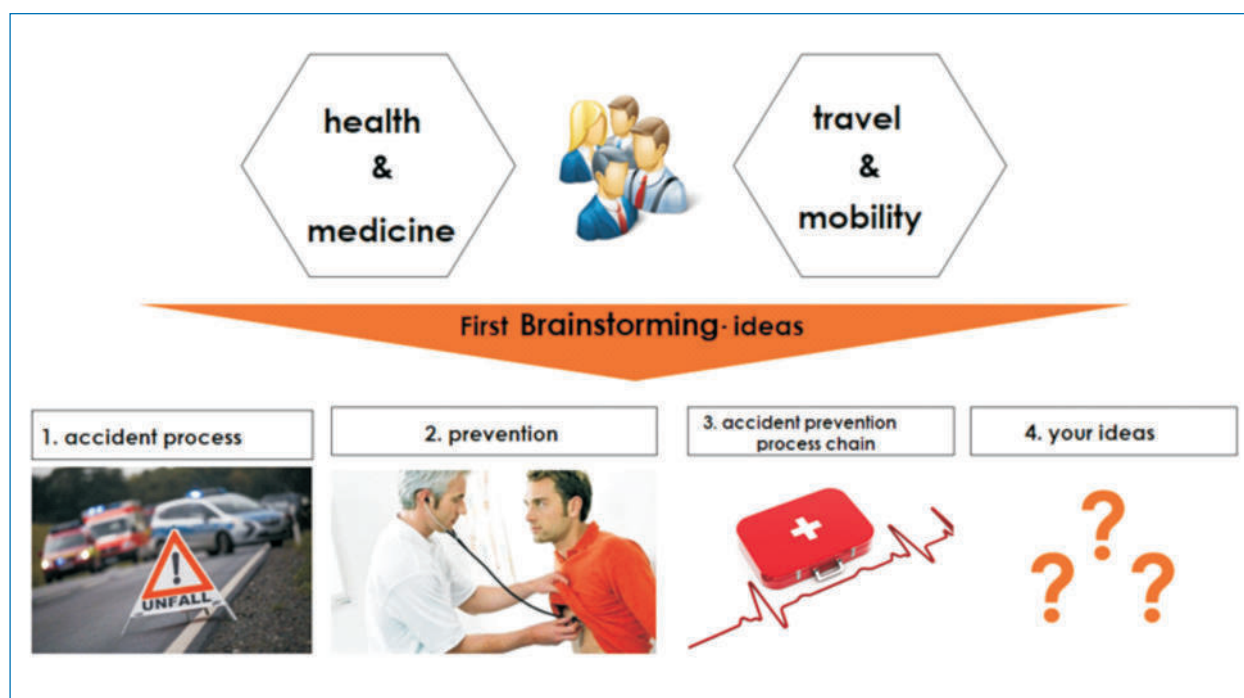 health
&
medicine
travel
&
mobility
First Brainstorming- ideas
1. accident process
2. prevention
3. accident prevention
process chain
4. your ideas
UNFALL
? ? ?